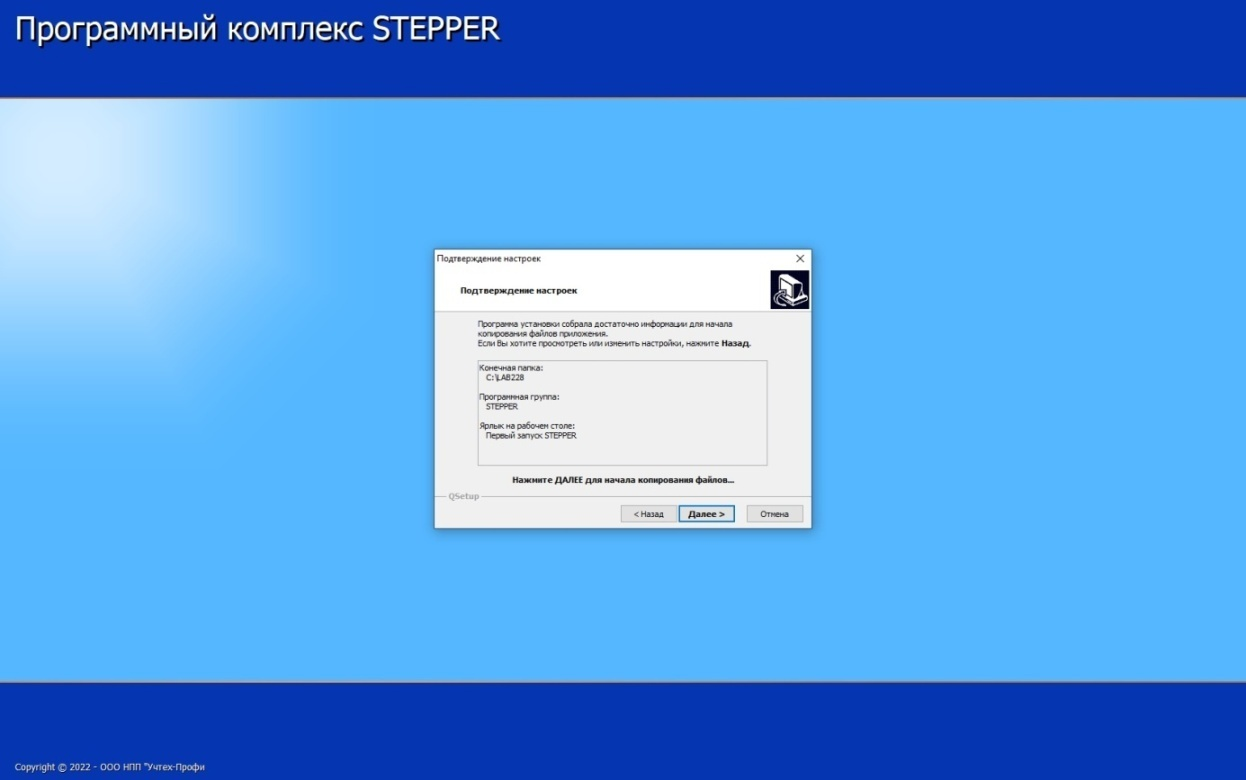 Программный комплекс STEPPER
Подтверждение настроек
Подтверждение настроек
Программа установки собрала достаточно информации для начала
копирования файлов приложения.
Если Вы хотите просмотреть или изменить настройки, нажмите Назад.
Конечная папка:
C:\LAB228
Программная группа:
STEPPER
Ярлык на рабочем столе:
Первый запуск STEPPER
Нажмите ДАЛЕЕ для начала копирования файлов...
QSetup
< Назад
Далее >
Отмена
Copyright © 2022 - ООО НПП "Учтех-Профи